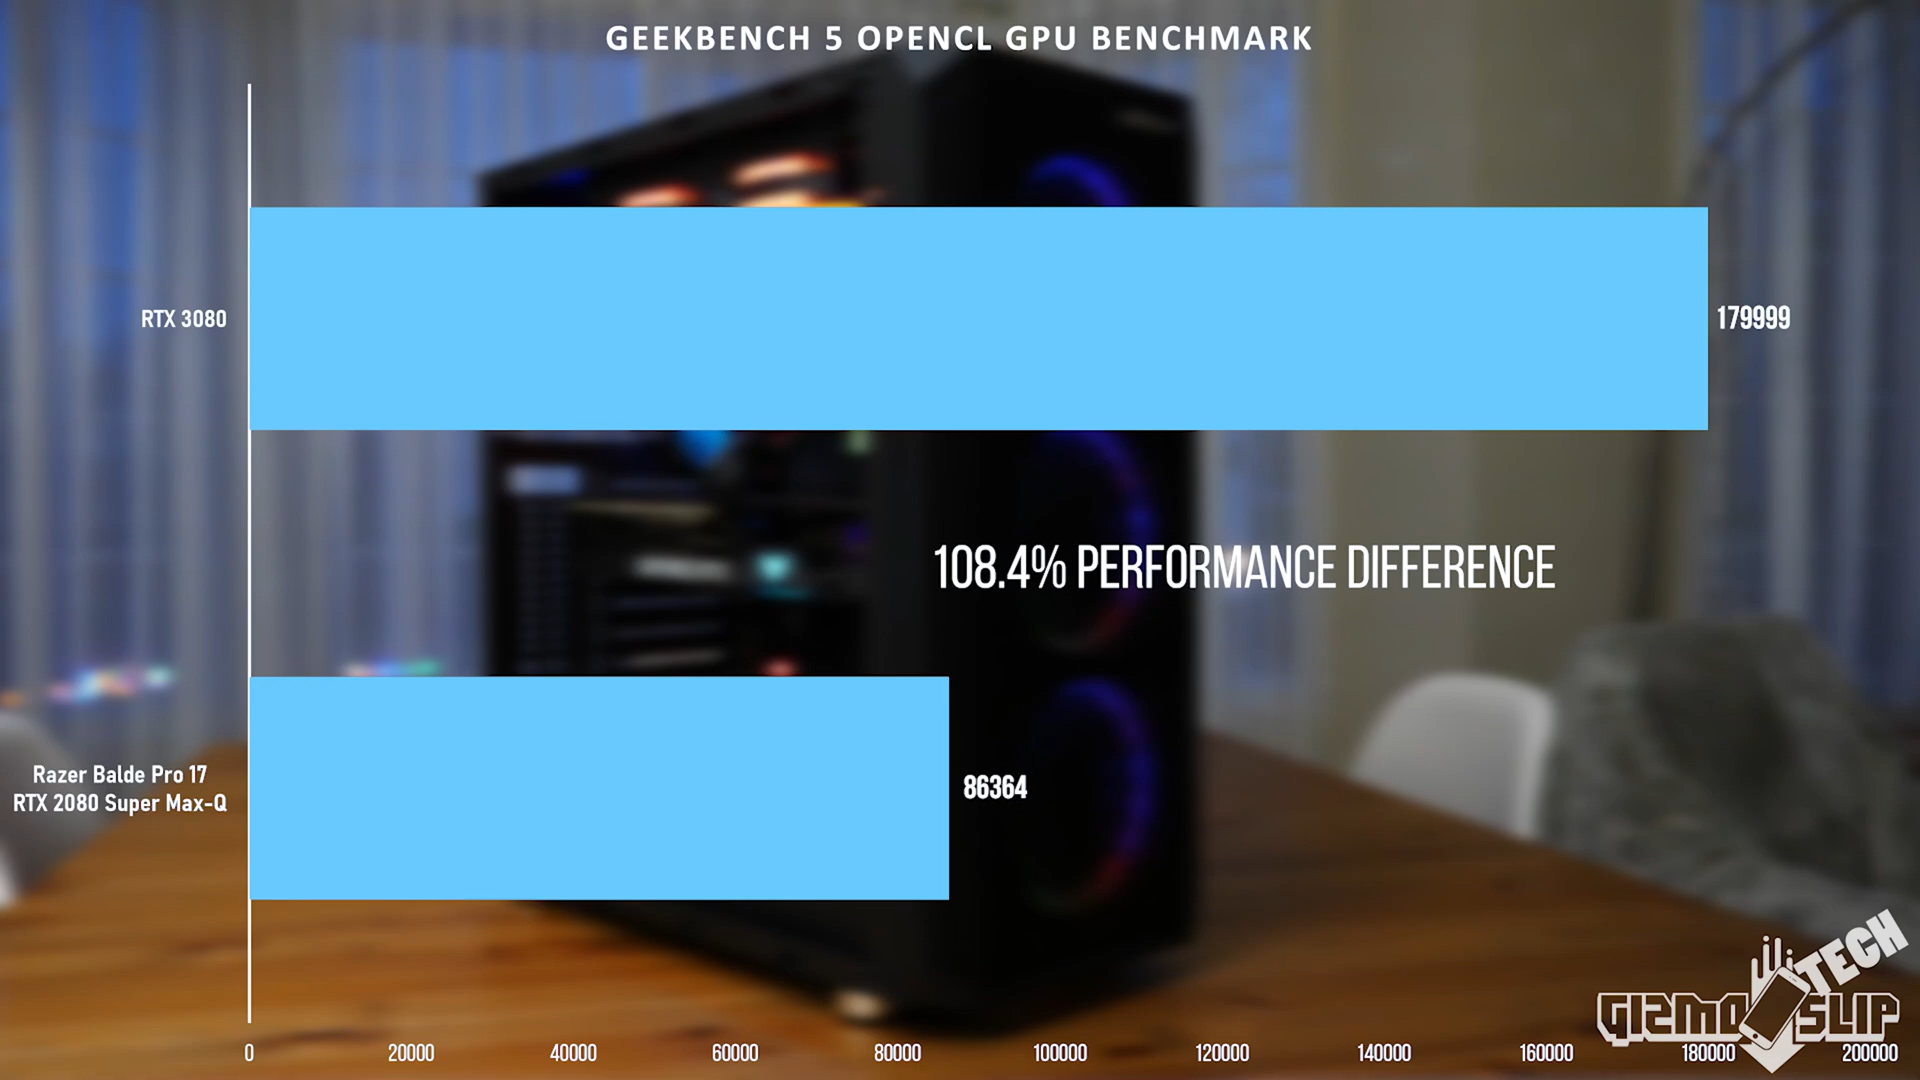 GEEKBENCH 5 OPENCL GPU BENCHMARK
RTX 3080
179999
108.4% PERFORMANCE DIFFERENCE
Razer Balde Pro 17
RTX 2080 Super Max-Q
86364
0 20000 40000 60000 80000 100000 120000 140000 160000 180000 200000
GIZMO SLIP
TECH